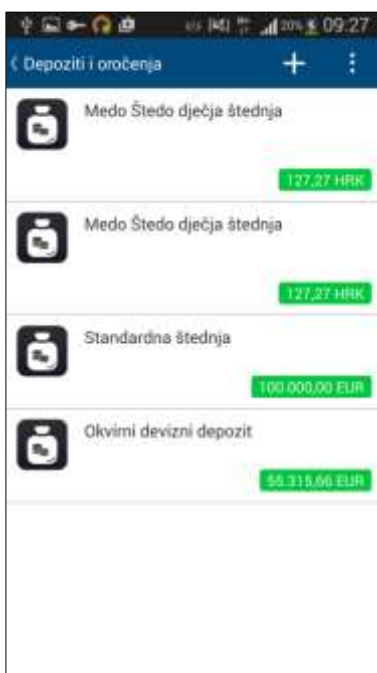 20% 09:27
Depoziti i oročenja
Medo Štedo dječja štednja
127,27 HRK
Medo Štedo dječja štednja
127,27 HRK
Standardna štednja
100.000,00 EUR
Okvirni devizni depozit
55.315,66 EUR